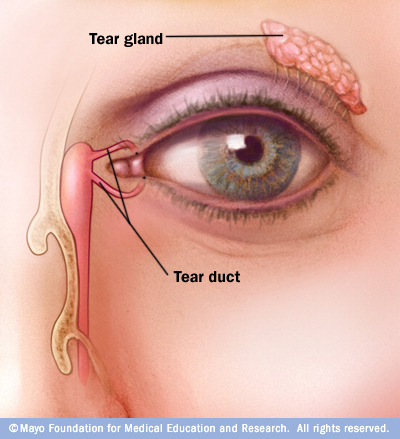 Tear gland
Tear duct
©Mayo Foundation for Medical Education and Research. All rights reserved.